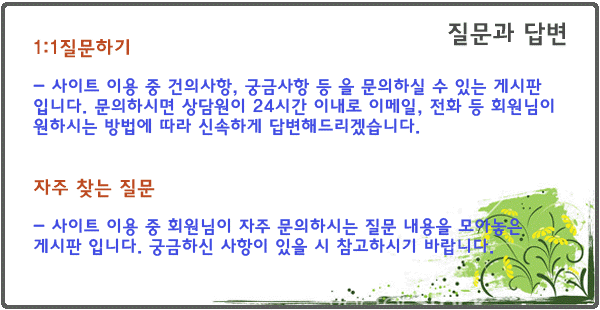 질문과 답변
1:1질문하기
- 사이트 이용 중 건의사항, 궁금사항 등 을 문의하실 수 있는 게시판
입니다. 문의하시면 상담원이 24시간 이내로 이메일, 전화 등 회원님이
원하시는 방법에 따라 신속하게 답변해드리겠습니다.
자주 찾는 질문
- 사이트 이용 중 회원님이 자주 문의하시는 질문 내용을 모아놓은
게시판 입니다. 궁금하신 사항이 있을 시 참고하시기 바랍니다.